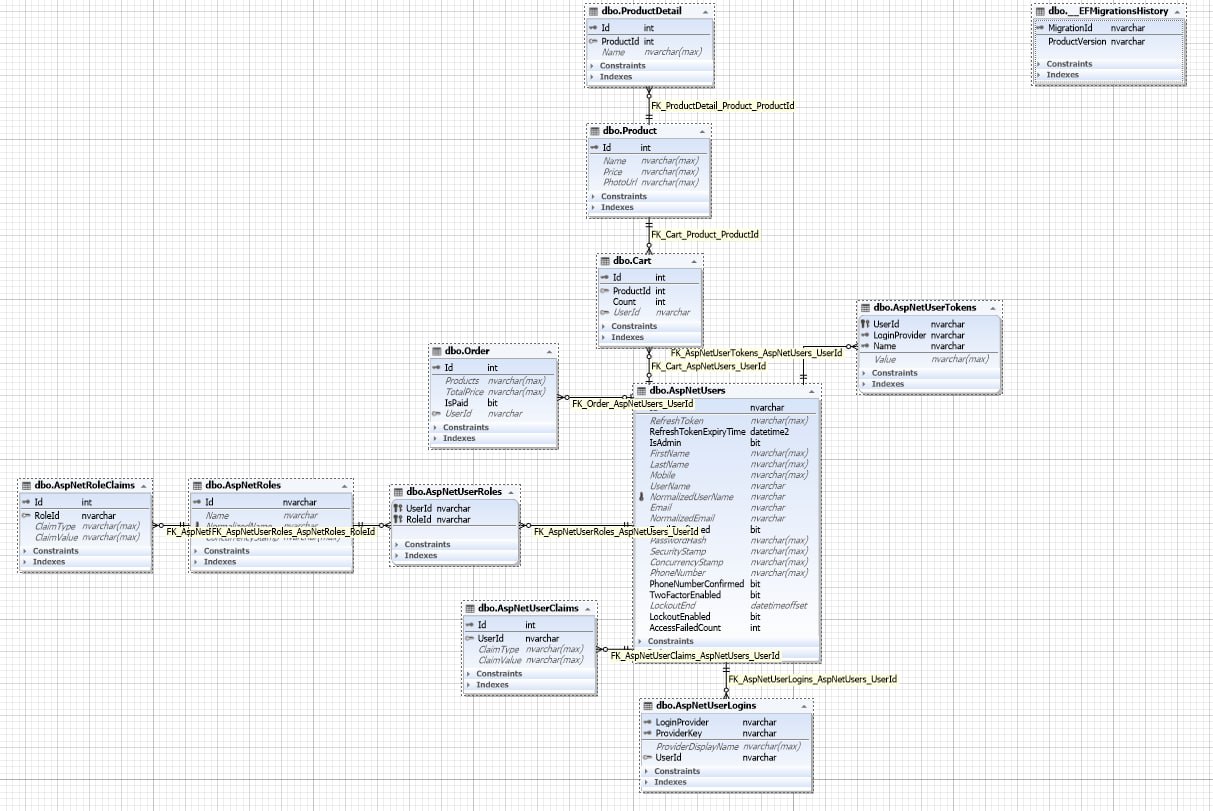 dbo.ProductDetail
Id int
ProductId int
Name nvarchar(max)
Constraints
Indexes
dbo.__EFMigrationsHistory
MigrationId nvarchar
ProductVersion nvarchar
Constraints
Indexes
FK_ProductDetail_Product_ProductId
dbo.Product
Id int
Name nvarchar(max)
Price nvarchar(max)
PhotoUrl nvarchar(max)
Constraints
Indexes
FK_Cart_Product_ProductId
dbo.Cart
Id int
ProductId int
Count int
UserId nvarchar
Constraints
Indexes
dbo.AspNetUserTokens
UserId nvarchar
LoginProvider nvarchar
Name nvarchar
Value nvarchar(max)
Constraints
Indexes
FK_AspNetUserTokens_AspNetUsers_UserId
FK_Cart_AspNetUsers_UserId
dbo.Order
Id int
Products nvarchar(max)
TotalPrice nvarchar(max)
IsPaid bit
UserId nvarchar
Constraints
Indexes
FK_Order_AspNetUsers_UserId
dbo.AspNetUsers
nvarchar
RefreshToken nvarchar(max)
RefreshTokenExpiryTime datetime2
IsAdmin bit
FirstName nvarchar(max)
LastName nvarchar(max)
Mobile nvarchar(max)
UserName nvarchar
NormalizedUserName nvarchar
Email nvarchar
NormalizedEmail nvarchar
ed bit
PasswordHash nvarchar(max)
SecurityStamp nvarchar(max)
ConcurrencyStamp nvarchar(max)
PhoneNumber nvarchar(max)
PhoneNumberConfirmed bit
TwoFactorEnabled bit
LockoutEnd datetimeoffset
LockoutEnabled bit
AccessFailedCount int
Constraints
dbo.AspNetRoleClaims
Id int
RoleId nvarchar
ClaimType nvarchar(max)
ClaimValue nvarchar(max)
Constraints
Indexes
dbo.AspNetRoles
Id nvarchar
Name nvarchar
NormalizedName nvarchar
ConcurrencyStamp nvarchar(max)
Constraints
Indexes
FK_AspNetFK_AspNetUserRoles_AspNetRoles_RoleId
dbo.AspNetUserRoles
UserId nvarchar
RoleId nvarchar
Constraints
Indexes
FK_AspNetUserRoles_AspNetUsers_UserId
dbo.AspNetUserClaims
Id int
UserId nvarchar
ClaimType nvarchar(max)
ClaimValue nvarchar(max)
Constraints
Indexes
FK_AspNetUserClaims_AspNetUsers_UserId
FK_AspNetUserLogins_AspNetUsers_UserId
dbo.AspNetUserLogins
LoginProvider nvarchar
ProviderKey nvarchar
ProviderDisplayName nvarchar(max)
UserId nvarchar
Constraints
Indexes